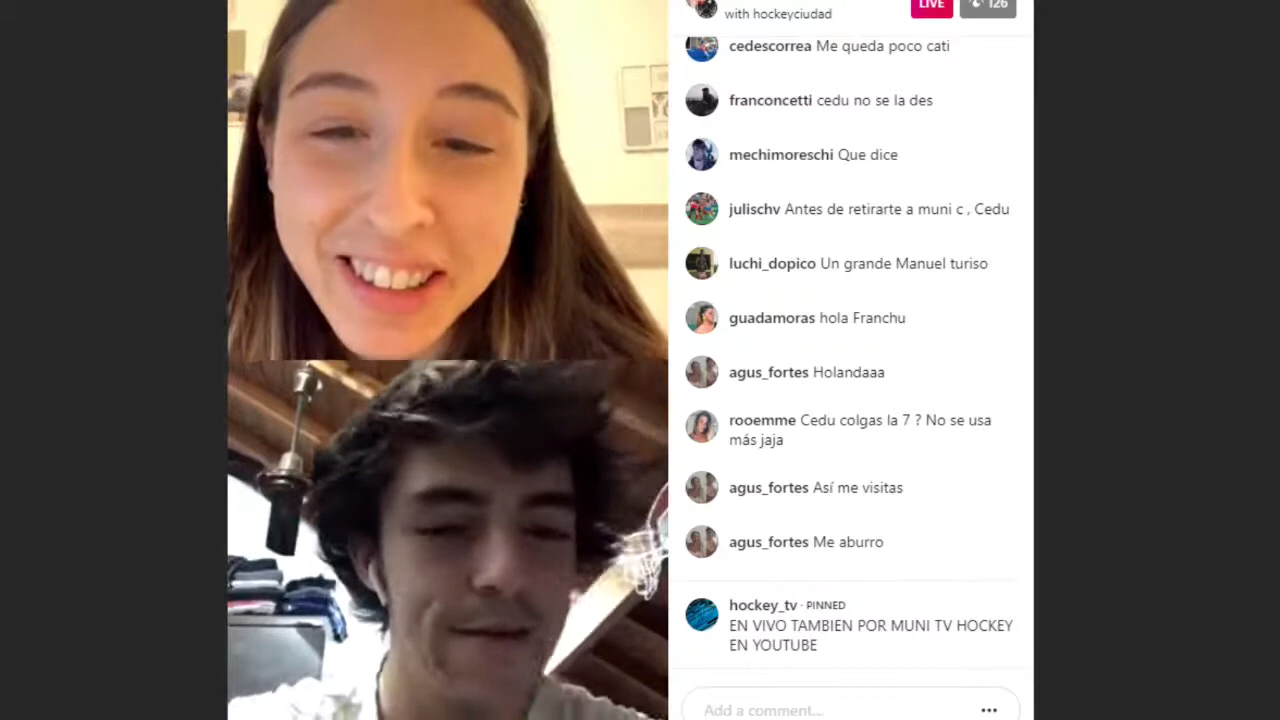 LIVE
126
with hockeyciudad
cedescorrea Me queda poco cati
franconcetti cedu no se la des
mechimoreschi Que dice
julischv Antes de retirarte a muni c , Cedu
luchi_dopico Un grande Manuel turiso
guadamoras hola Franchu
agus_fortes Holandaaa
rooemme Cedu colgas la 7 ? No se usa
más jaja
agus_fortes Así me visitas
agus_fortes Me aburro
hockey_tv · PINNED
EN VIVO TAMBIEN POR MUNI TV HOCKEY
EN YOUTUBE
Add a comment...